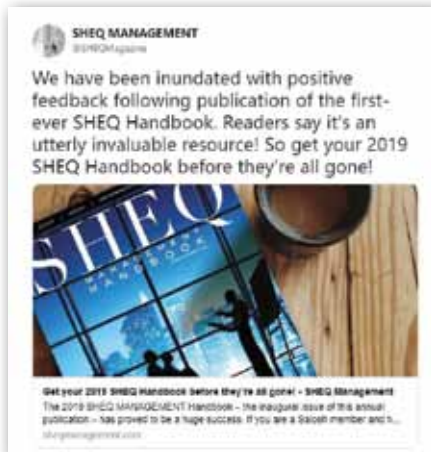 SHEQ MANAGEMENT
@SHEQMagazine
We have been inundated with positive
feedback following publication of the first-
ever SHEQ Handbook. Readers say it's an
utterly invaluable resource! So get your 2019
SHEQ Handbook before they're all gone!
SHEQ
MANAGEMENT
HANDBOOK
Get your 2019 SHEQ Handbook before they're all gone! - SHEQ Management
The 2019 SHEQ MANAGEMENT Handbook – the inaugural issue of this annual
publication – has proved to be a huge success. If you are a Saiosh member and h...
sheqmanagement.com